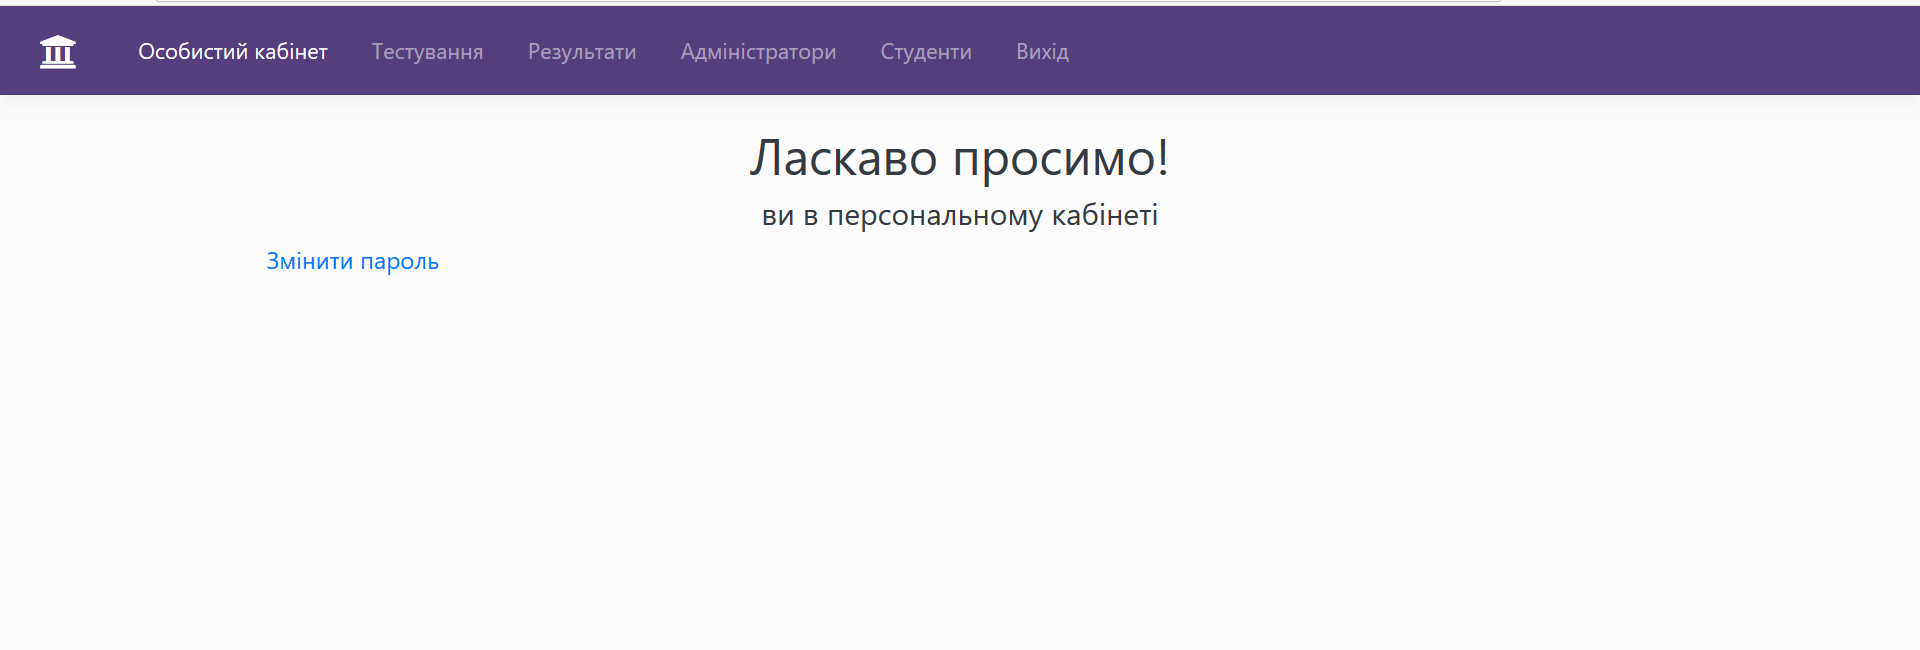 Особистий кабінет Тестування Результати Адміністратори Студенти Вихід
Ласкаво просимо!
ви в персональному кабінеті
Змінити пароль